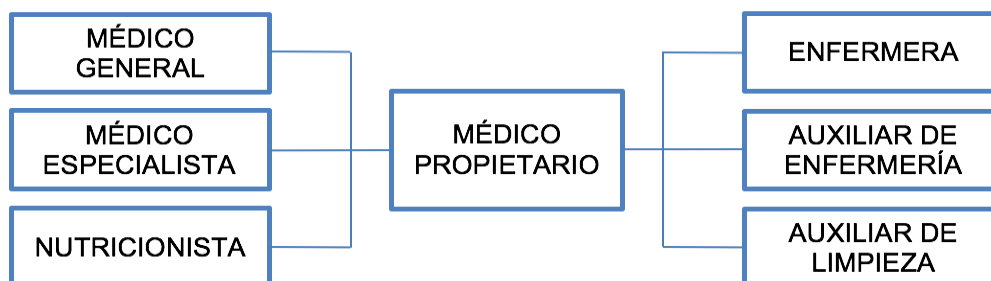 MÉDICO
GENERAL
MÉDICO
ESPECIALISTA
NUTRICIONISTA
MÉDICO
PROPIETARIO
ENFERMERA
AUXILIAR DE
ENFERMERÍA
AUXILIAR DE
LIMPIEZA